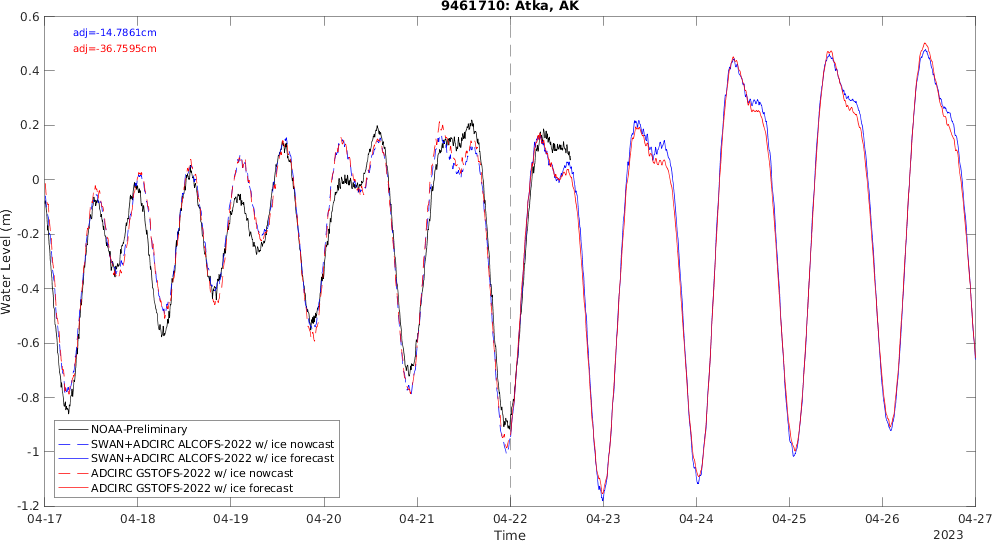 9461710: Atka, AK
adj=-14.7861cm
adj=-36.7595cm
0.6
0.4
0.2
0
-0.2
-0.4
-0.6
-0.8
-1
-1.2
Water Level (m)
NOAA-Preliminary
SWAN+ADCIRC ALCOFS-2022 w/ ice nowcast
SWAN+ADCIRC ALCOFS-2022 w/ ice forecast
ADCIRC GSTOFS-2022 w/ ice nowcast
ADCIRC GSTOFS-2022 w/ ice forecast
04-17 04-18 04-19 04-20 04-21 04-22 04-23 04-24 04-25 04-26 04-27
Time
2023